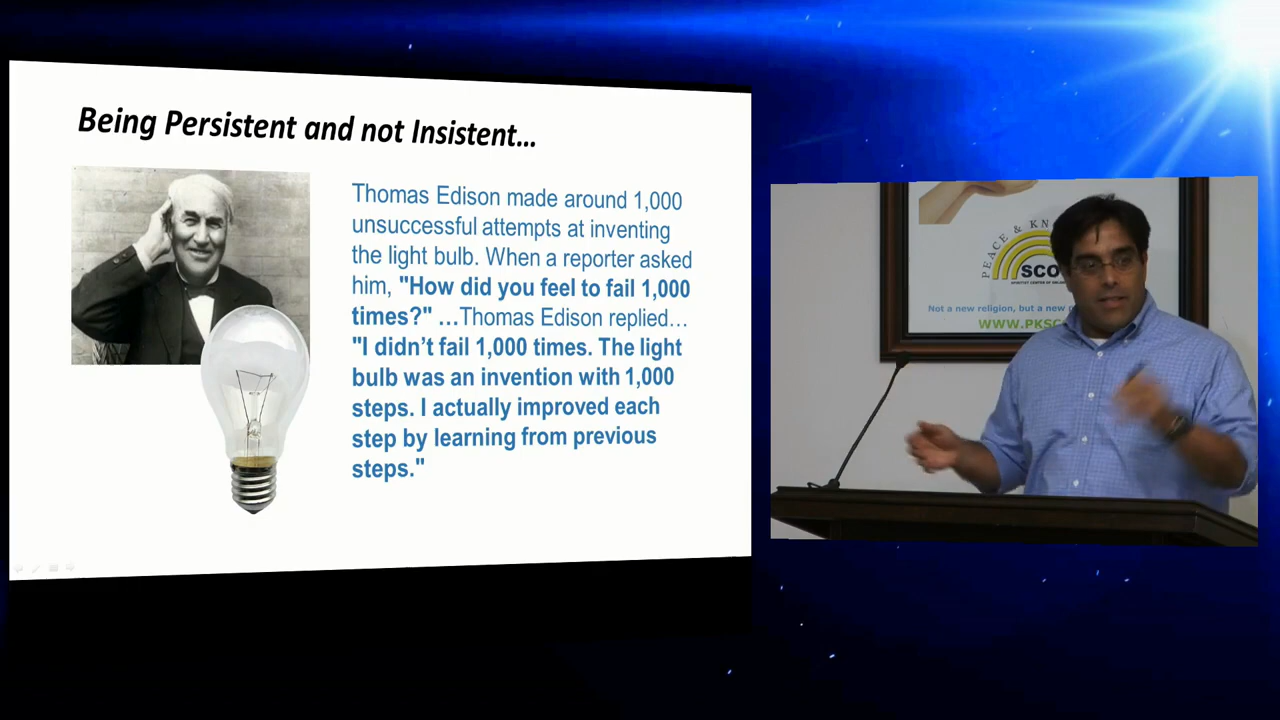 Being Persistent and not Insistent...
Thomas Edison made around 1,000
unsuccessful attempts at inventing
the light bulb. When a reporter asked
him, "How did you feel to fail 1,000
times?" ...Thomas Edison replied...
"I didn't fail 1,000 times. The light
bulb was an invention with 1,000
steps. I actually improved each
step by learning from previous
steps."
PEACE & KN
SCO
Not a new religion, but a new
WWW.PKSC